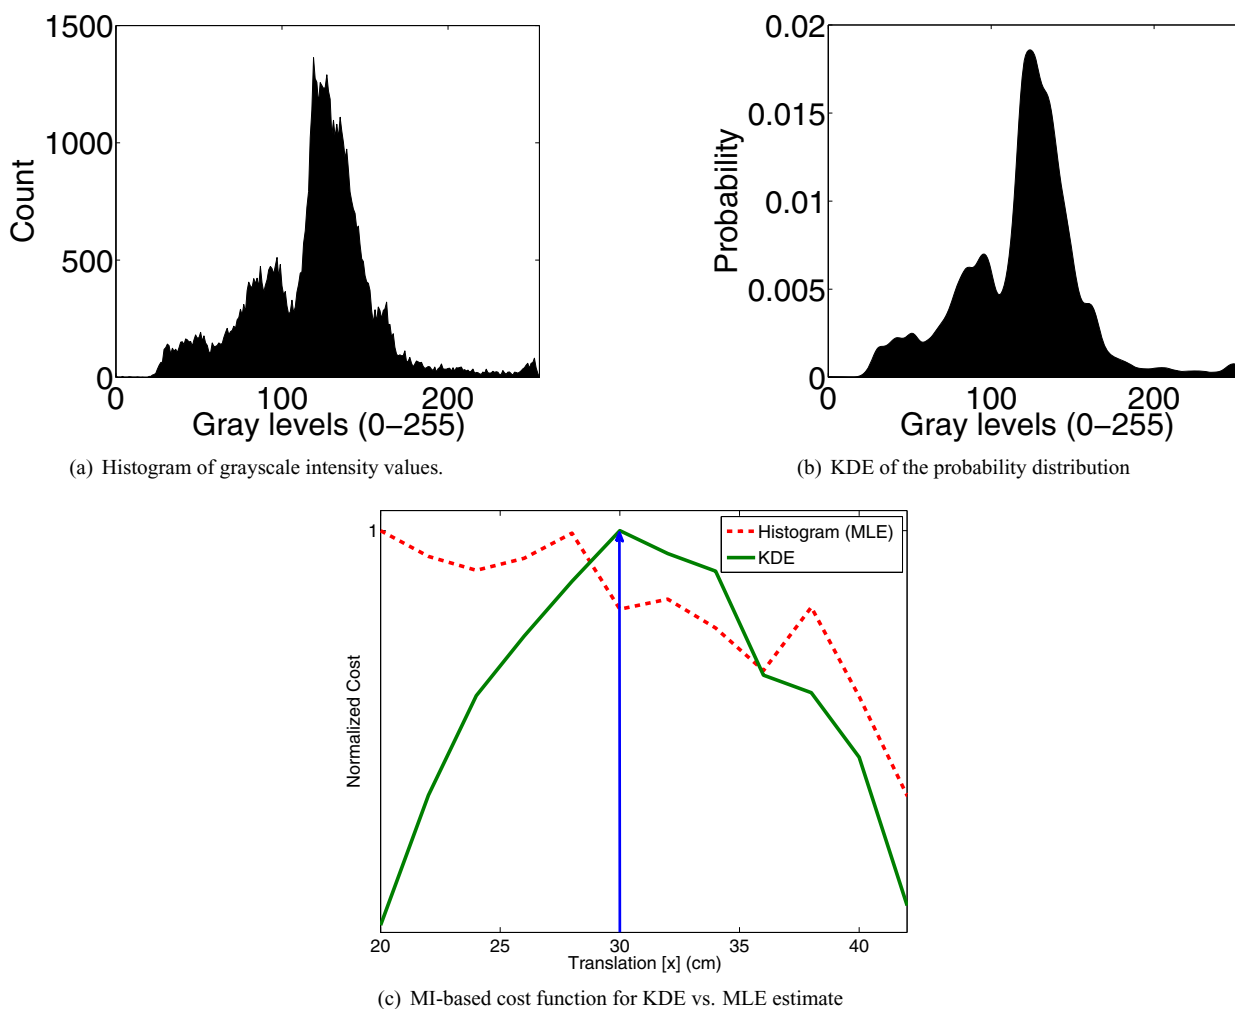 1500
1000
500
0
Count
0 100 200
Gray levels (0–255)
(a) Histogram of grayscale intensity values.
0.02
0.015
0.01
0.005
0
Probability
0 100 200
Gray levels (0–255)
(b) KDE of the probability distribution
1
Normalized Cost
Histogram (MLE)
KDE
20 25 30 35 40
Translation [x] (cm)
(c) MI-based cost function for KDE vs. MLE estimate